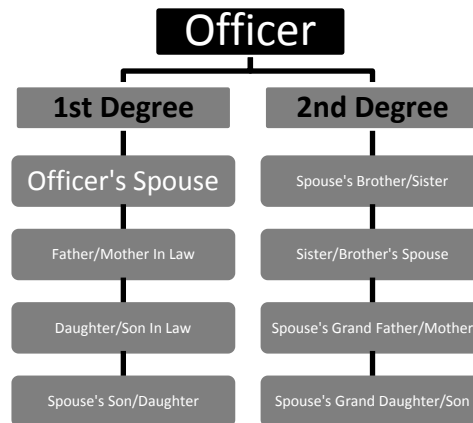 Officer
1st Degree
2nd Degree
Officer's Spouse
Spouse's Brother/Sister
Father/Mother In Law
Sister/Brother's Spouse
Daughter/Son In Law
Spouse's Grand Father/Mother
Spouse's Son/Daughter
Spouse's Grand Daughter/Son